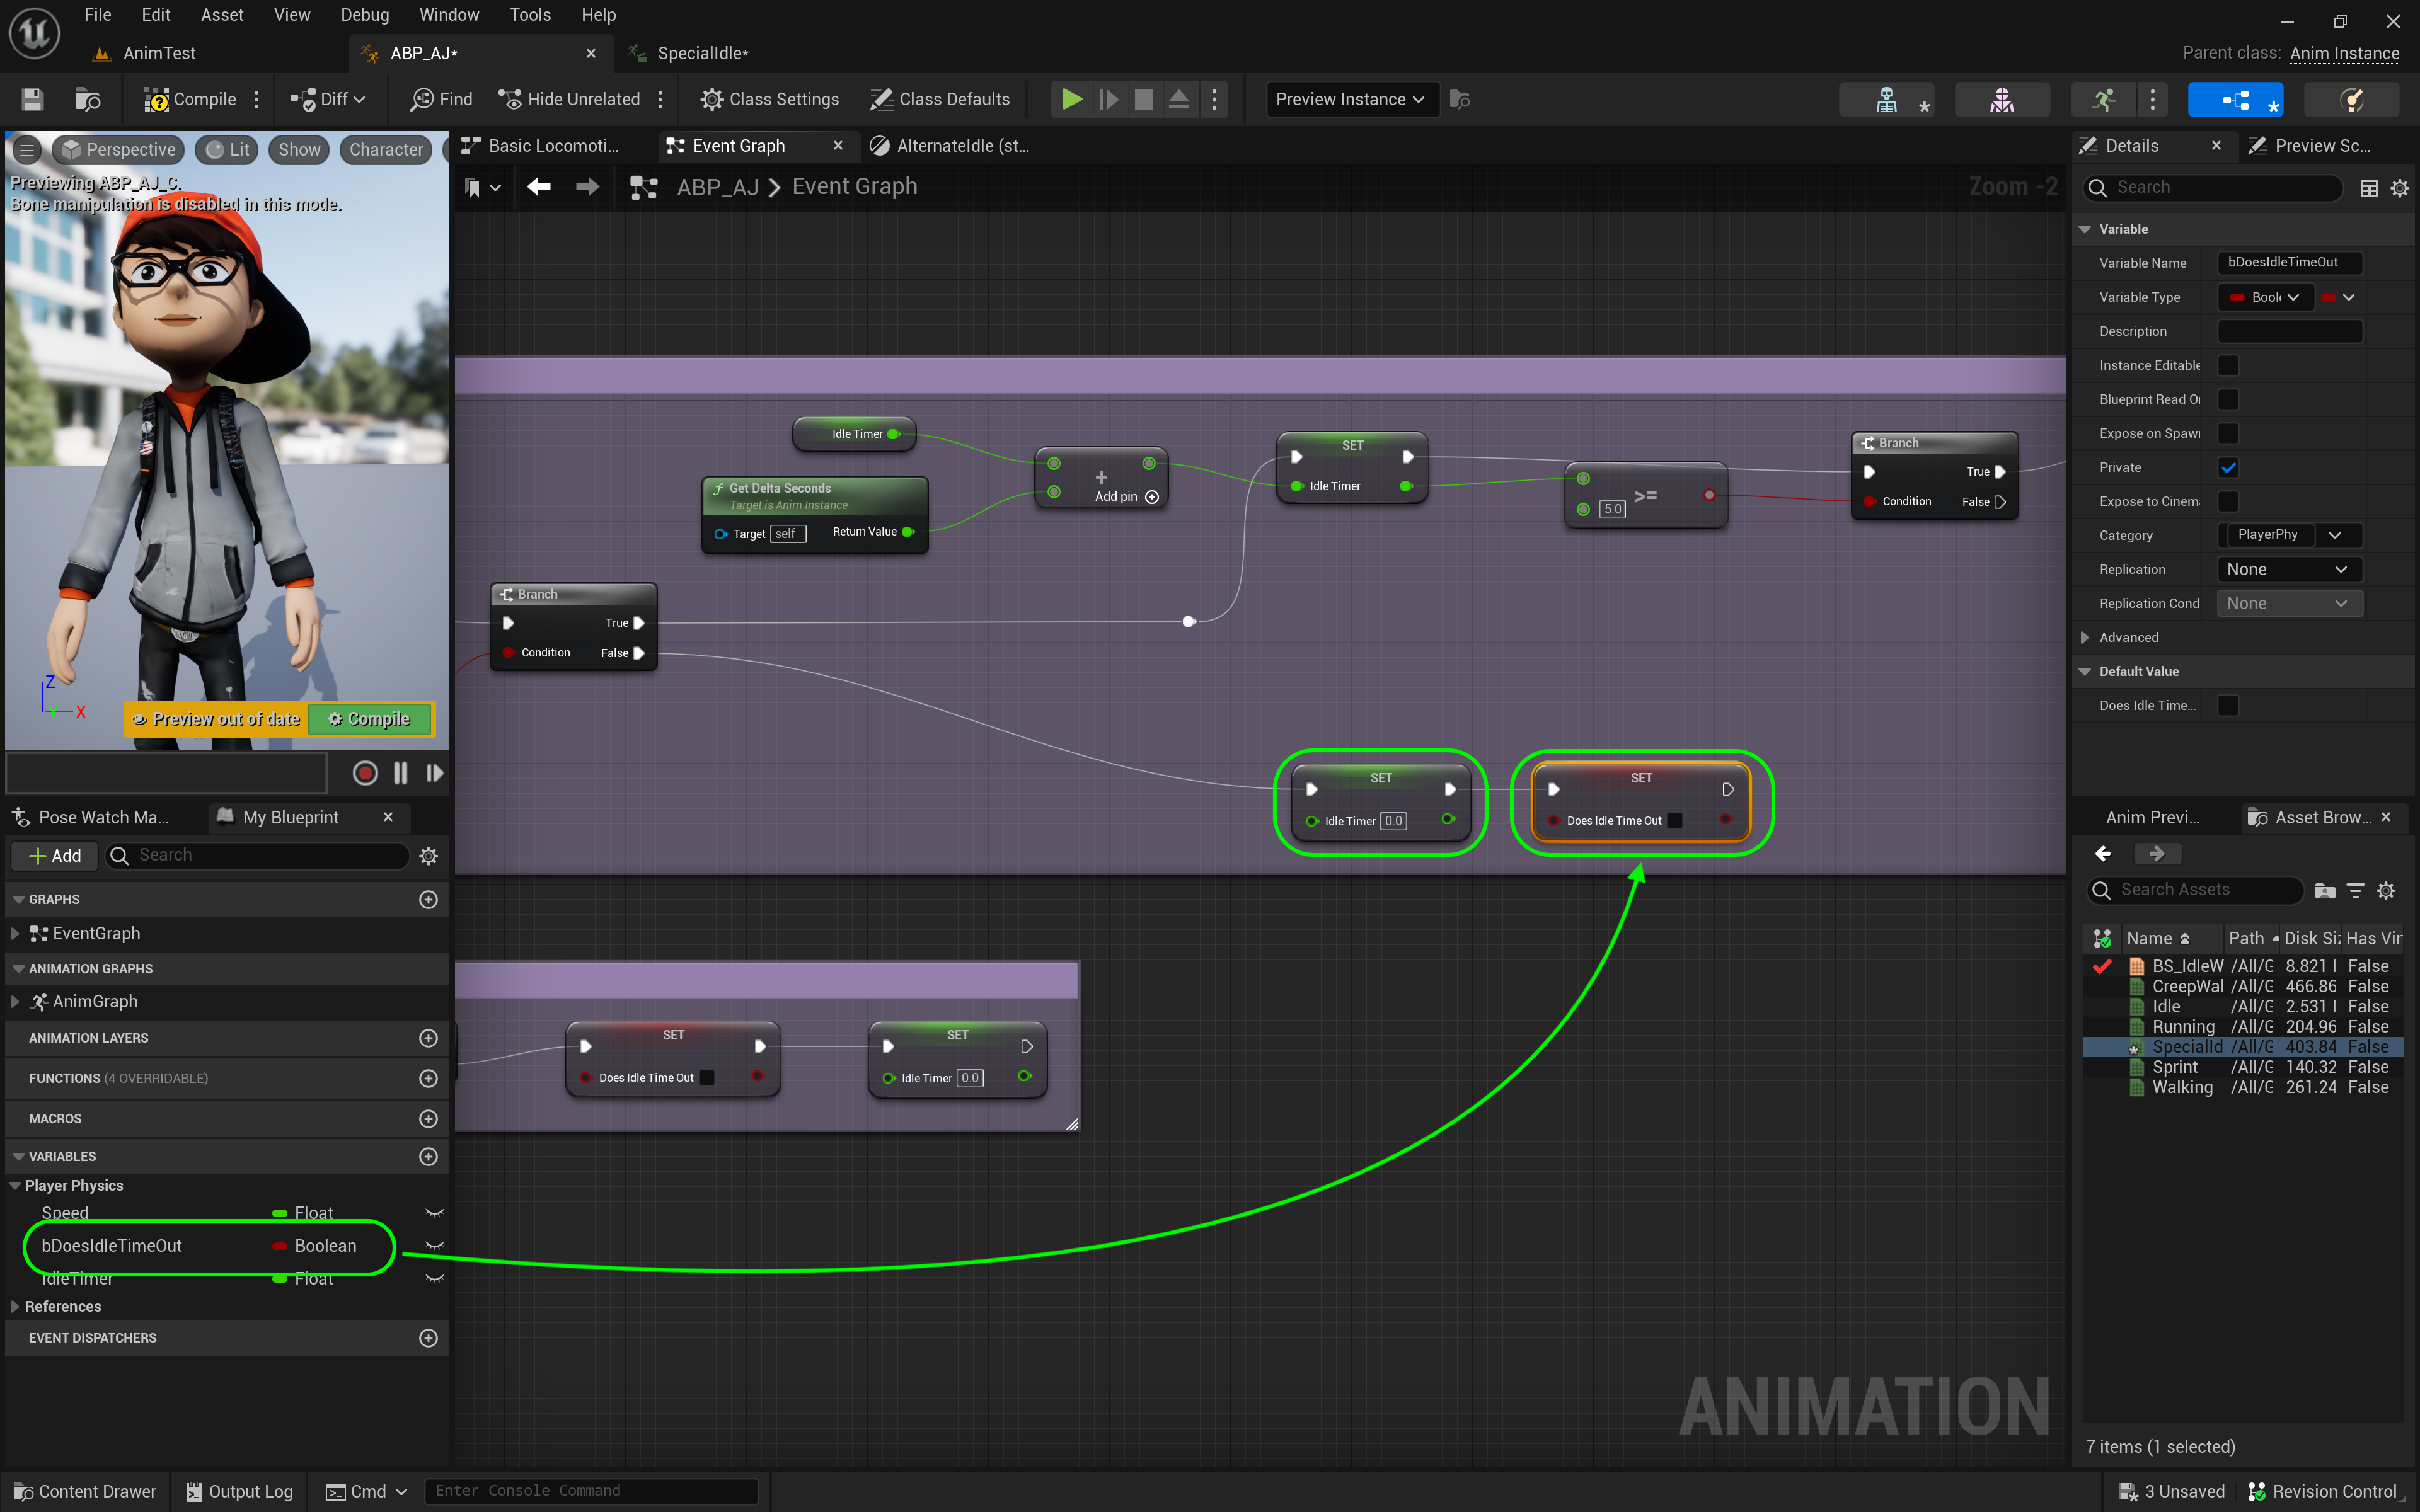 File Edit Asset View Debug Window Tools Help
AnimTest
ABP_AJ*
SpecialIdle*
Parent class: Anim Instance
Compile
Diff
Find
Hide Unrelated
Class Settings
Class Defaults
Preview Instance
Perspective
Lit
Show
Character
Previewing ABP_AJ_C.
Bone manipulation is disabled in this mode.
Z
X
Preview out of date
Compile
Basic Locomoti...
Event Graph
AlternateIdle (st...
ABP_AJ > Event Graph
Zoom -2
Idle Timer
Get Delta Seconds
Target is Anim Instance
Target self
Return Value
Add pin
SET
Idle Timer
5.0
>=
Branch
True
Condition
False
Branch
True
Condition
False
SET
Idle Timer 0.0
SET
Does Idle Time Out
SET
Does Idle Time Out
SET
Idle Timer 0.0
ANIMATION
Pose Watch Ma...
My Blueprint
Add
Search
GRAPHS
EventGraph
ANIMATION GRAPHS
AnimGraph
ANIMATION LAYERS
FUNCTIONS (4 OVERRIDABLE)
MACROS
VARIABLES
Player Physics
Speed Float
bDoesIdleTimeOut Boolean
IdleTimer Float
References
EVENT DISPATCHERS
Details
Preview Sc...
Search
Variable
Variable Name bDoesIdleTimeOut
Variable Type Bool
Description
Instance Editable
Blueprint Read O
Expose on Spaw
Private
Expose to Cinem
Category PlayerPhy
Replication None
Replication Cond None
Advanced
Default Value
Does Idle Time...
Anim Previ...
Asset Brow...
Search Assets
Name Path Disk Siz Has Vir
BS_IdleW /All/G 8.821 False
CreepWal /All/G 466.86 False
Idle /All/G 2.531 False
Running /All/G 204.96 False
SpecialId /All/G 403.84 False
Sprint /All/G 140.32 False
Walking /All/G 261.24 False
7 items (1 selected)
Content Drawer
Output Log
Cmd
Enter Console Command
3 Unsaved
Revision Control